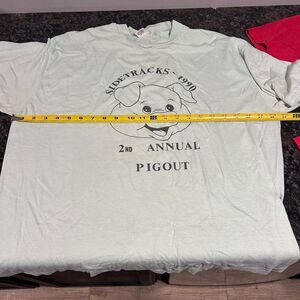 SIDETRACKS - 1990
2ND ANNUAL
PIGOUT